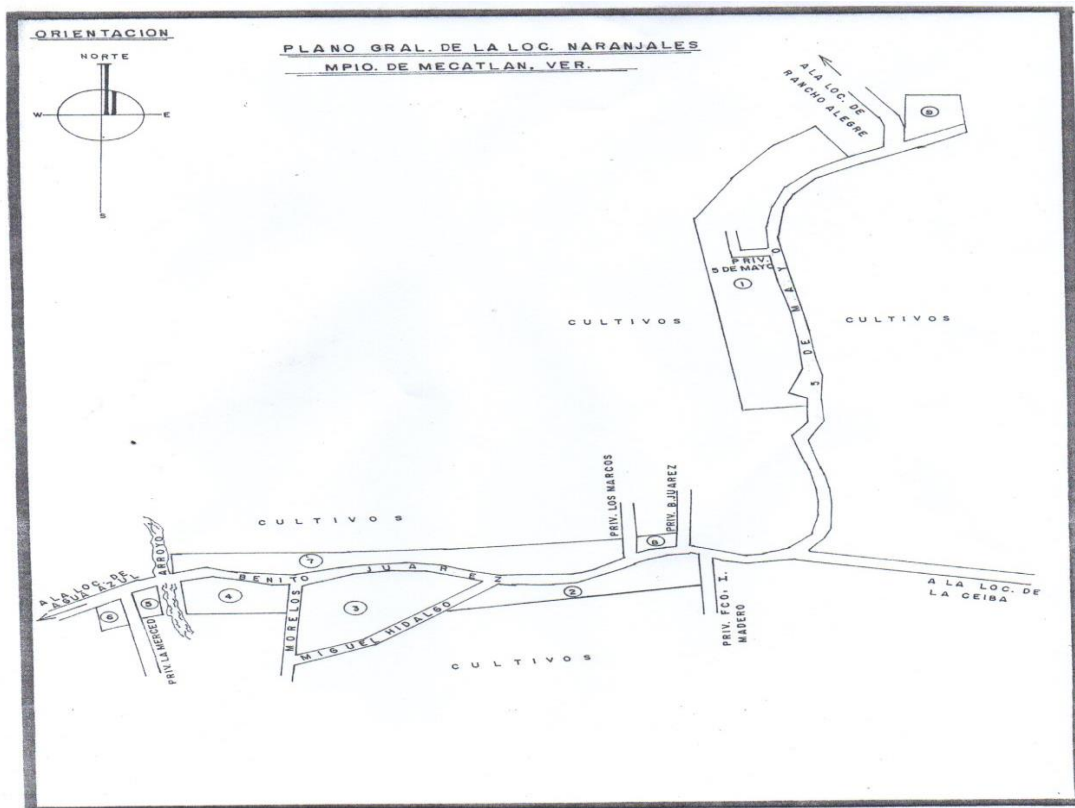 ORIENTACION
NORTE
W E
S
PLANO GRAL. DE LA LOC. NARANJALES
MPIO. DE MECATLAN, VER.
A LA LOC. DE
RANCHO ALEGRE
9
PRIV.
5 DE MAYO
1
5 DE MAYO
CULTIVOS
CULTIVOS
PRIV. LOS MARCOS
PRIV. B. JUAREZ
8
CULTIVOS
ARROYO
7
BENITO JUAREZ
A LA LOC. DE
AGUA AZUL
6
5
4
3
2
MORELOS
MIGUEL HIDALGO
PRIV. LA MERCED
PRIV. FCO. I.
MADERO
A LA LOC. DE
LA CEIBA
CULTIVOS